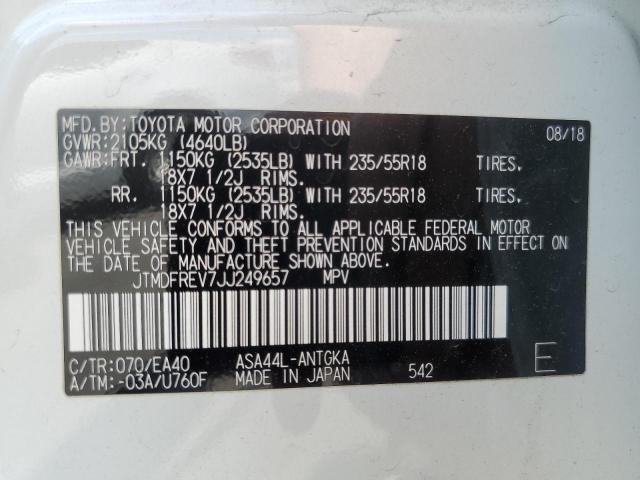 MFD.BY:TOYOTA MOTOR CORPORATION 08/18
GVWR:2105KG (4640LB)
GAWR:FRT. 1150KG (2535LB) WITH 235/55R18 TIRES,
18X7 1/2J RIMS.
RR. 1150KG (2535LB) WITH 235/55R18 TIRES,
18X7 1/2J RIMS.
THIS VEHICLE CONFORMS TO ALL APPLICABLE FEDERAL MOTOR
VEHICLE SAFETY AND THEFT PREVENTION STANDARDS IN EFFECT ON
THE DATE OF MANUFACTURE SHOWN ABOVE.
JTMDFREV7JJ249657 MPV
C/TR:070/EA40 ASA44L-ANTGKA
A/TM:-03A/U760F MADE IN JAPAN 542 E